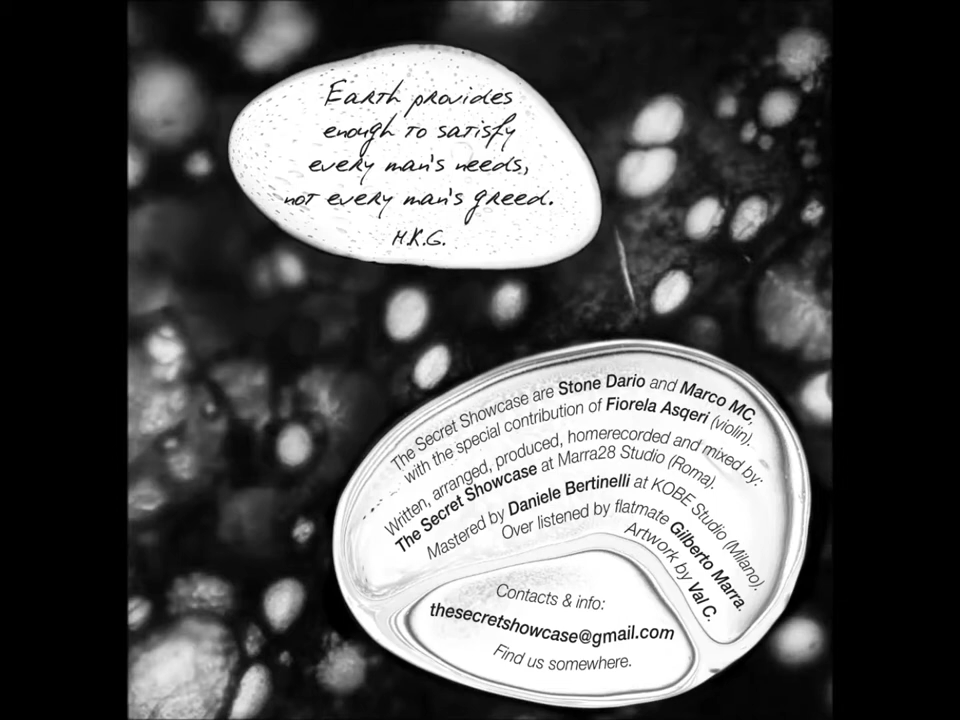 Earth provides
enough to satisfy
every man's needs,
not every man's greed.
H.K.G.
The Secret Showcase are Stone Dario and Marco MC,
with the special contribution of Fiorela Asqeri (violin).
Written, arranged, produced, homerecorded and mixed by:
The Secret Showcase at Marra28 Studio (Roma).
Mastered by Daniele Bertinelli at KOBE Studio (Milano).
Over listened by flatmate Gilberto Marra.
Artwork by Val C.
Contacts & info:
thesecretshowcase@gmail.com
Find us somewhere.